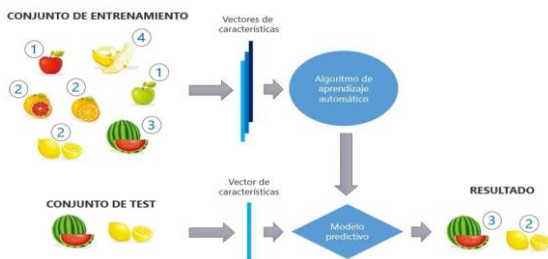 CONJUNTO DE ENTRENAMIENTO
Vectores de
características
1
4
1
2
2
2
3
Algoritmo de
aprendizaje
automático
CONJUNTO DE TEST
Vector de
características
Modelo
predictivo
RESULTADO
3
2